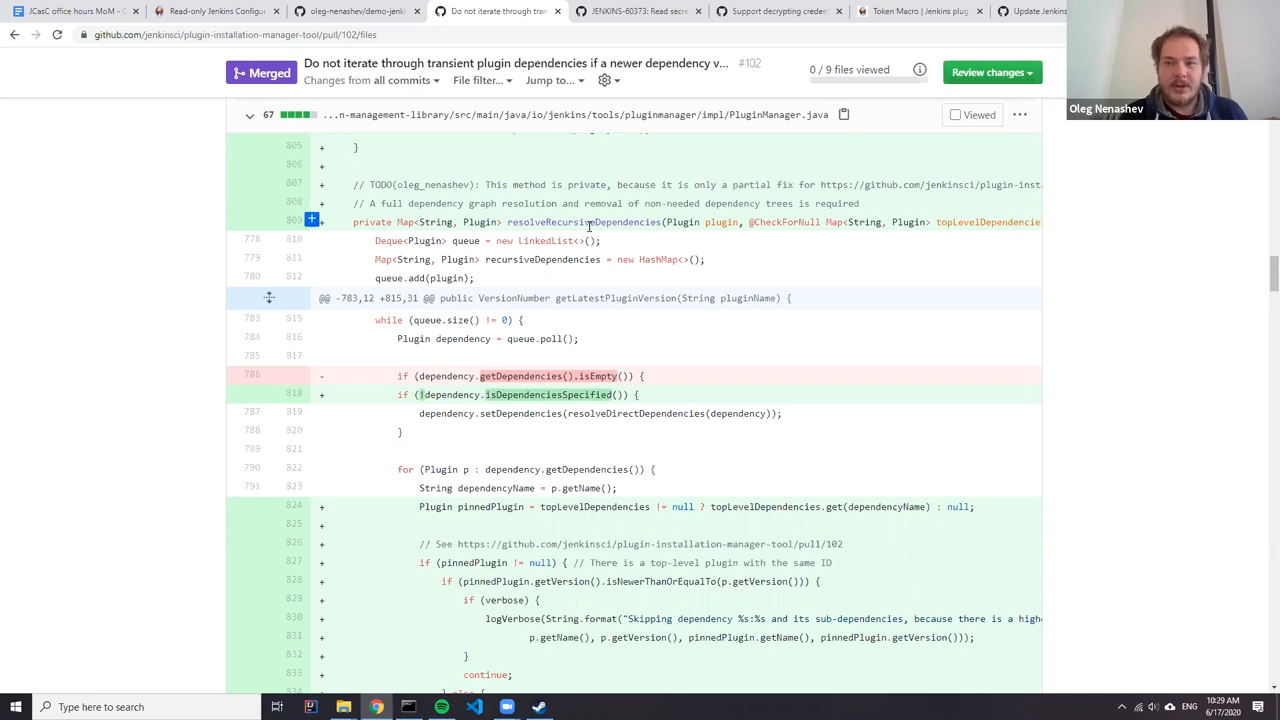 JCasC office hours MoM - G
Read-only Jenkins Config
oleg-nenashev/demo-jenkin
Do not iterate through tran
JENKINS-60373: Read secre
Support decrypting creden
Token Macro | Jenkins plug
Update Jenk
github.com/jenkinsci/plugin-installation-manager-tool/pull/102/files
Merged
Do not iterate through transient plugin dependencies if a newer dependency v... #102
Changes from all commits File filter... Jump to...
0 / 9 files viewed
Review changes
Oleg Nenashev
67 ...n-management-library/src/main/java/io/jenkins/tools/pluginmanager/impl/PluginManager.java
Viewed
805 + }
806 +
807 + // TODO(oleg_nenashev): This method is private, because it is only a partial fix for https://github.com/jenkinsci/plugin-inst
808 + // A full dependency graph resolution and removal of non-needed dependency trees is required
809 + private Map<String, Plugin> resolveRecursiveDependencies(Plugin plugin, @CheckForNull Map<String, Plugin> topLevelDependencies
778 810 Deque<Plugin> queue = new LinkedList<>();
779 811 Map<String, Plugin> recursiveDependencies = new HashMap<>();
780 812 queue.add(plugin);
@@ -783,12 +815,31 @@ public VersionNumber getLatestPluginVersion(String pluginName) {
783 815 while (queue.size() != 0) {
784 816 Plugin dependency = queue.poll();
785 817
786 - if (dependency.getDependencies().isEmpty()) {
818 + if (!dependency.isDependenciesSpecified()) {
787 819 dependency.setDependencies(resolveDirectDependencies(dependency));
788 820 }
789 821
790 822 for (Plugin p : dependency.getDependencies()) {
791 823 String dependencyName = p.getName();
824 + Plugin pinnedPlugin = topLevelDependencies != null ? topLevelDependencies.get(dependencyName) : null;
825 +
826 + // See https://github.com/jenkinsci/plugin-installation-manager-tool/pull/102
827 + if (pinnedPlugin != null) { // There is a top-level plugin with the same ID
828 + if (pinnedPlugin.getVersion().isNewerThanOrEqualTo(p.getVersion())) {
829 + if (verbose) {
830 + logVerbose(String.format("Skipping dependency %s:%s and its sub-dependencies, because there is a high
831 + p.getName(), p.getVersion(), pinnedPlugin.getName(), pinnedPlugin.getVersion()));
832 + }
833 + continue;
834 + } else {
Type here to search
10:29 AM
6/17/2020